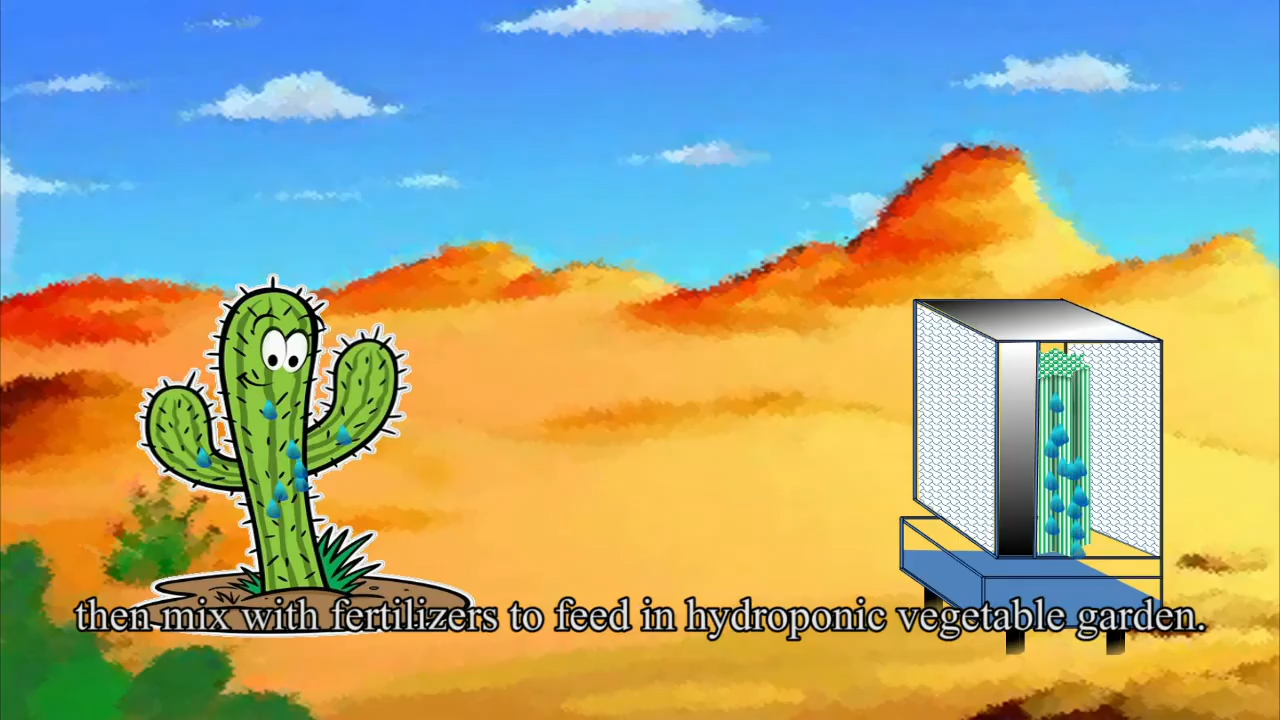 then mix with fertilizers to feed in hydroponic vegetable garden.